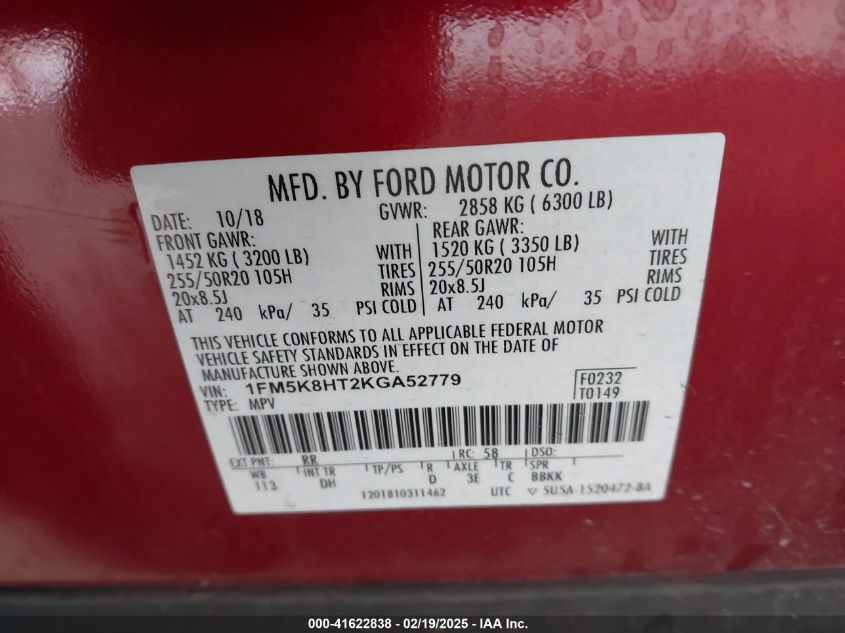 MFD. BY FORD MOTOR CO.
DATE: 10/18 GVWR: 2858 KG ( 6300 LB)
FRONT GAWR: REAR GAWR:
1452 KG ( 3200 LB) WITH 1520 KG ( 3350 LB) WITH
255/50R20 105H TIRES 255/50R20 105H TIRES
20x8.5J RIMS 20x8.5J RIMS
AT 240 kPa/ 35 PSI COLD AT 240 kPa/ 35 PSI COLD
THIS VEHICLE CONFORMS TO ALL APPLICABLE FEDERAL MOTOR
VEHICLE SAFETY STANDARDS IN EFFECT ON THE DATE OF
MANUFACTURE SHOWN ABOVE.
VIN: 1FM5K8HT2KGA52779 F0232
TYPE: MPV T0149
EXT PNT: RR RC: 58 DSO:
WB INT TR TP/PS R AXLE TR SPR
113 DH D 3E C BBKK
1201810311462 UTC ▽ 5U5A-1520472-BA
000-41622838 - 02/19/2025 - IAA Inc.